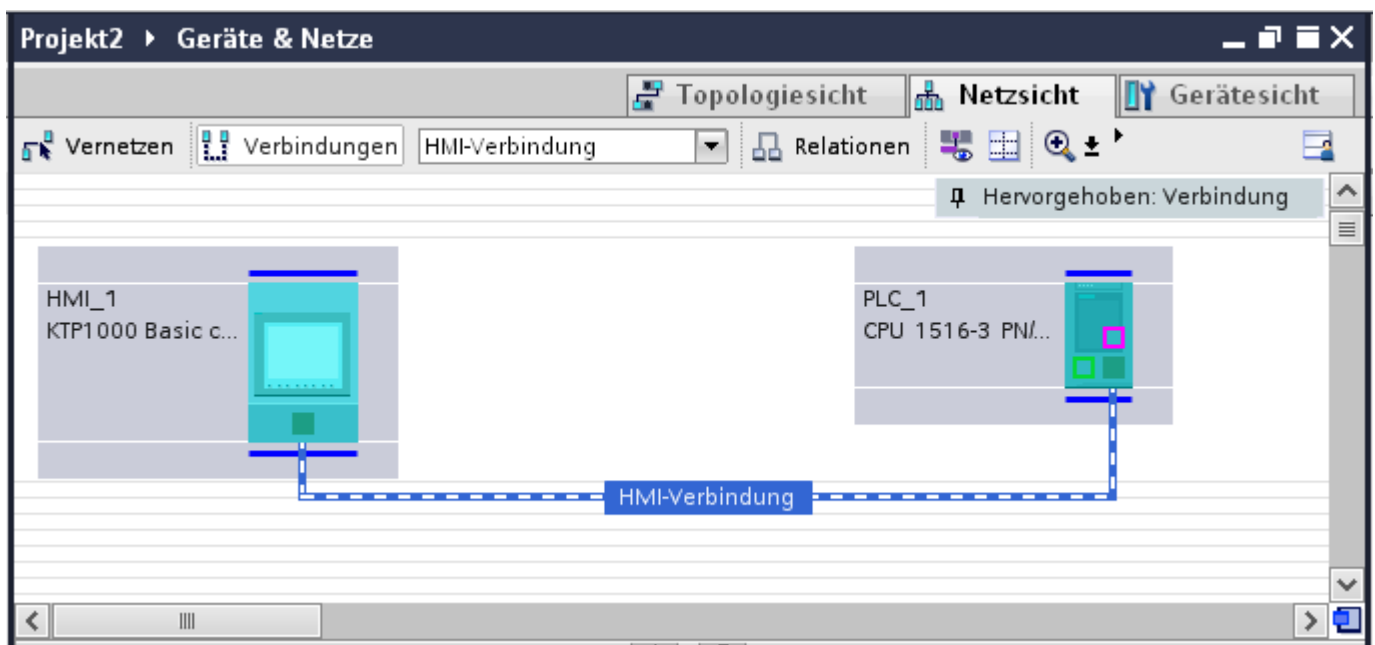 Projekt2 ▸ Geräte & Netze
Topologiesicht Netzsicht Gerätesicht
Vernetzen Verbindungen HMI-Verbindung Relationen
Hervorgehoben: Verbindung
HMI_1
KTP1000 Basic c...
PLC_1
CPU 1516-3 PN/...
HMI-Verbindung